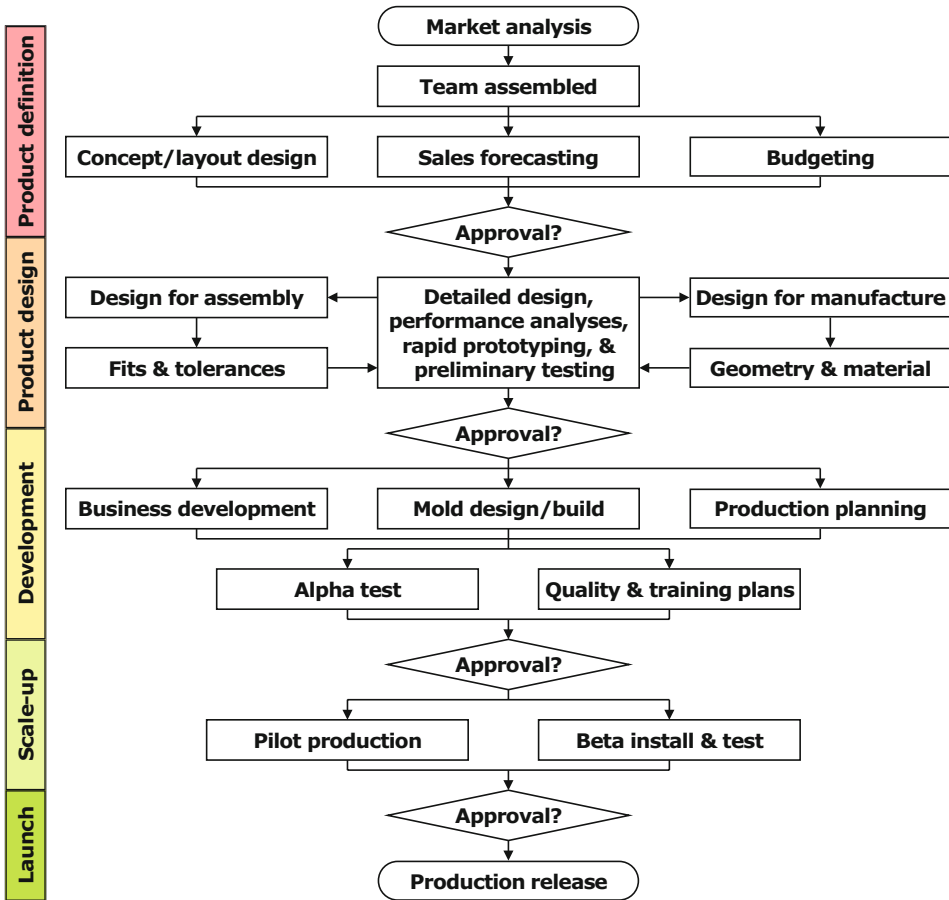 Market analysis
Product definition
Team assembled
Concept/layout design
Sales forecasting
Budgeting
Approval?
Product design
Design for assembly
Detailed design,
performance analyses,
rapid prototyping, &
preliminary testing
Design for manufacture
Fits & tolerances
Geometry & material
Approval?
Development
Business development
Mold design/build
Production planning
Alpha test
Quality & training plans
Scale-up
Approval?
Pilot production
Beta install & test
Launch
Approval?
Production release